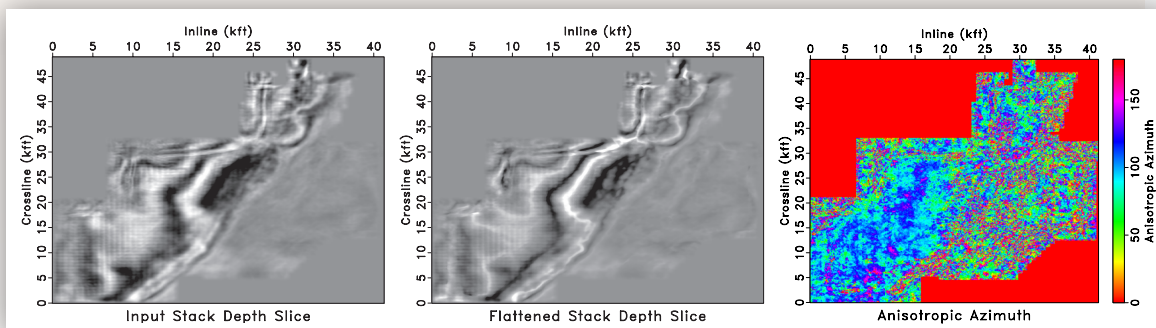 Inline (kft)
0 5 10 15 20 25 30 35 40
Crossline (kft)
45
40
35
30
25
20
15
10
5
0
Input Stack Depth Slice
Inline (kft)
0 5 10 15 20 25 30 35 40
Crossline (kft)
45
40
35
30
25
20
15
10
5
0
Flattened Stack Depth Slice
Inline (kft)
0 5 10 15 20 25 30 35 40
Crossline (kft)
45
40
35
30
25
20
15
10
5
0
Anisotropic Azimuth
150
100
50
0
Anisotropic Azimuth